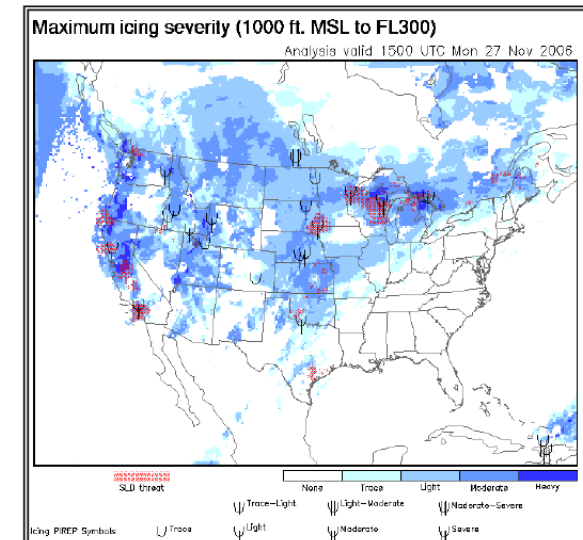 Maximum icing severity (1000 ft. MSL to FL300)
Analysis valid 1500 UTC Mon 27 Nov 2006
SLD threat
None Trace Light Moderate Heavy
Trace-Light Light-Moderate Moderate-Severe
Icing PIREP Symbols Trace Light Moderate Severe